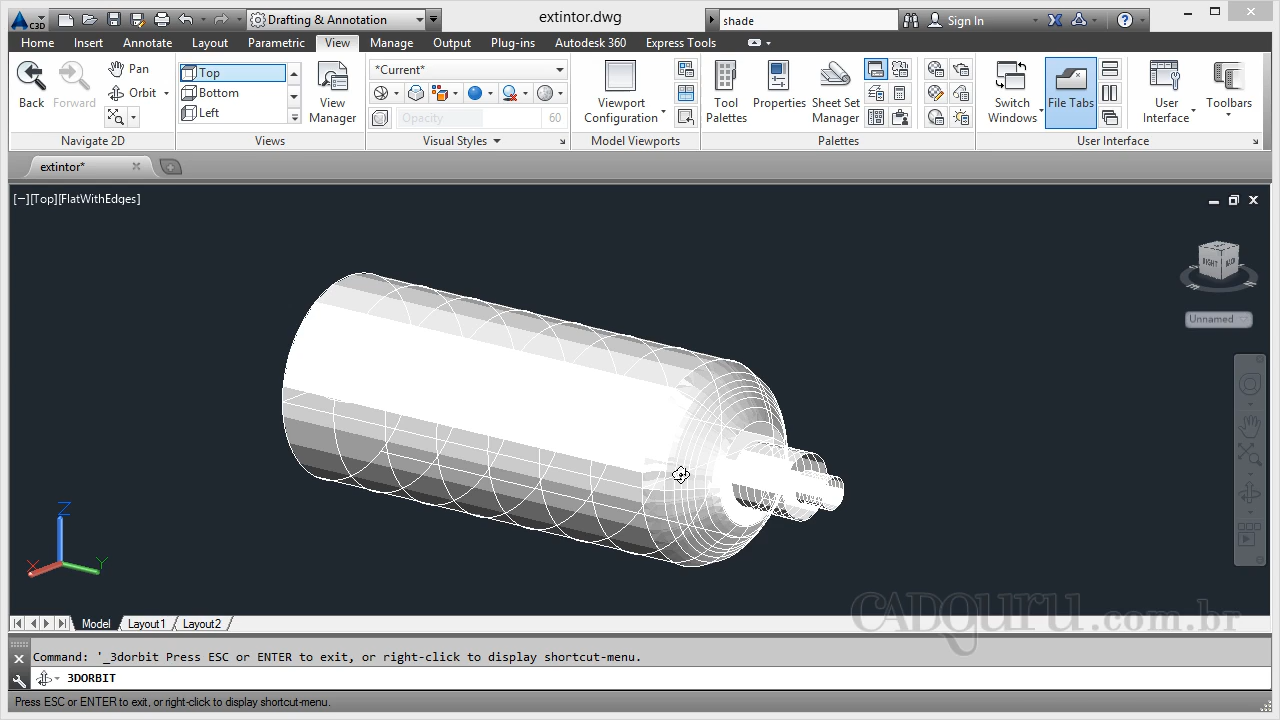 C3D
Drafting & Annotation
extintor.dwg
shade
Sign In
Home Insert Annotate Layout Parametric View Manage Output Plug-ins Autodesk 360 Express Tools
Back
Forward
Pan
Orbit
Navigate 2D
Top
Bottom
Left
View Manager
Views
*Current*
Opacity 60
Visual Styles
Viewport Configuration
Model Viewports
Tool Palettes
Properties
Sheet Set Manager
Palettes
Switch Windows
File Tabs
User Interface
Toolbars
User Interface
extintor*
[−][Top][FlatWithEdges]
RIGHT BACK
Unnamed
Z
X
Y
Model Layout1 Layout2
CADguru.com.br
Command: '_3dorbit Press ESC or ENTER to exit, or right-click to display shortcut-menu.
3DORBIT
Press ESC or ENTER to exit, or right-click to display shortcut-menu.